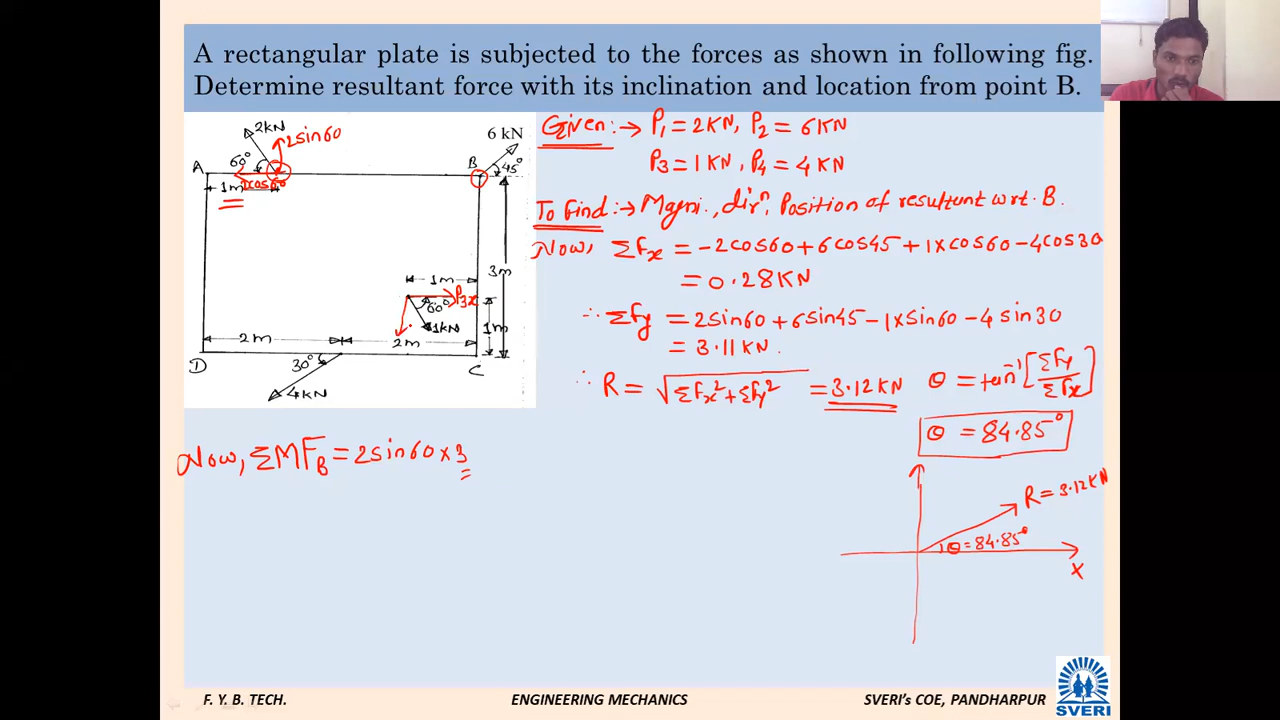 A rectangular plate is subjected to the forces as shown in following fig.
Determine resultant force with its inclination and location from point B.
2KN
2sin60
6 kN
60°
A
B
45°
2cos60
1m
3m
1m
P3x
60°
1KN
1m
2m
2m
D
30°
C
4KN
Given :→ P1 = 2KN, P2 = 6KN
P3 = 1KN, P4 = 4KN
To Find :→ Magni., dirn, Position of resultant wrt. B.
Now, ΣFx = -2cos60 + 6cos45 + 1×cos60 - 4cos30
= 0.28KN
∴ ΣFy = 2sin60 + 6sin45 - 1×sin60 - 4sin30
= 3.11KN.
∴ R = √ΣFx² + ΣFy² = 3.12KN
θ = tan⁻¹[ΣFy/ΣFx]
θ = 84.85°
Now, ΣMFB = 2sin60×3
R = 3.12KN
θ = 84.85°
X
F. Y. B. TECH.
ENGINEERING MECHANICS
SVERI's COE, PANDHARPUR
SVERI